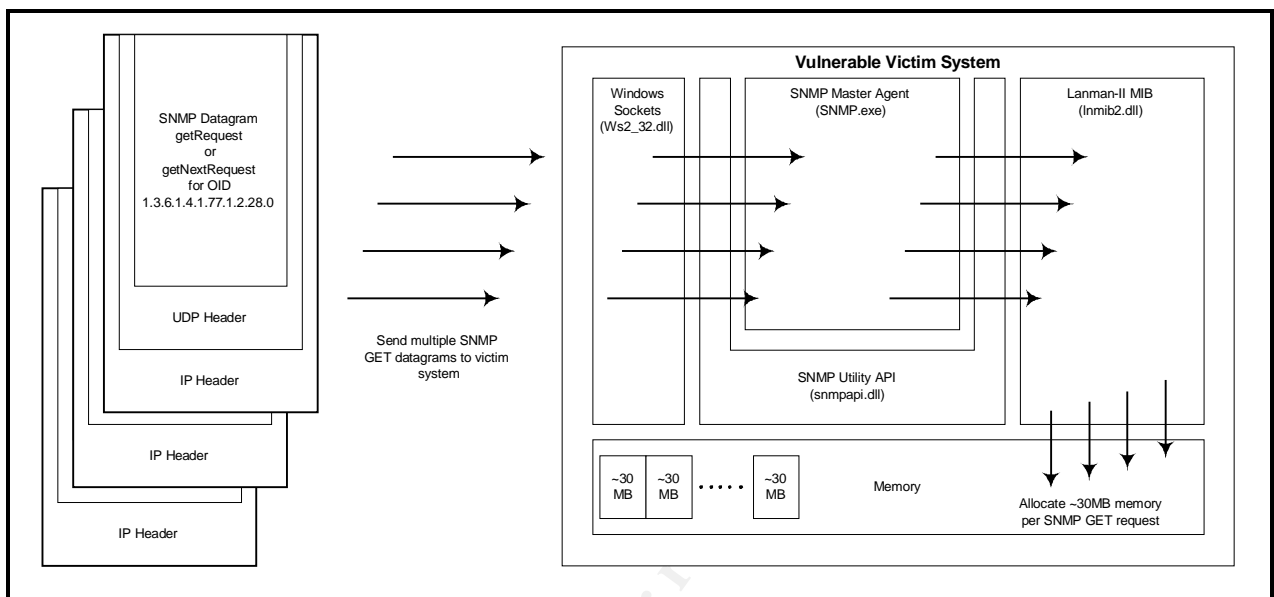 SNMP Datagram
getRequest
or
getNextRequest
for OID
1.3.6.1.4.1.77.1.2.28.0
UDP Header
IP Header
IP Header
IP Header
Send multiple SNMP
GET datagrams to victim
system
Vulnerable Victim System
Windows
Sockets
(Ws2_32.dll)
SNMP Master Agent
(SNMP.exe)
Lanman-II MIB
(lnmib2.dll)
SNMP Utility API
(snmpapi.dll)
~30
MB
~30
MB
~30
MB
Memory
Allocate ~30MB memory
per SNMP GET request